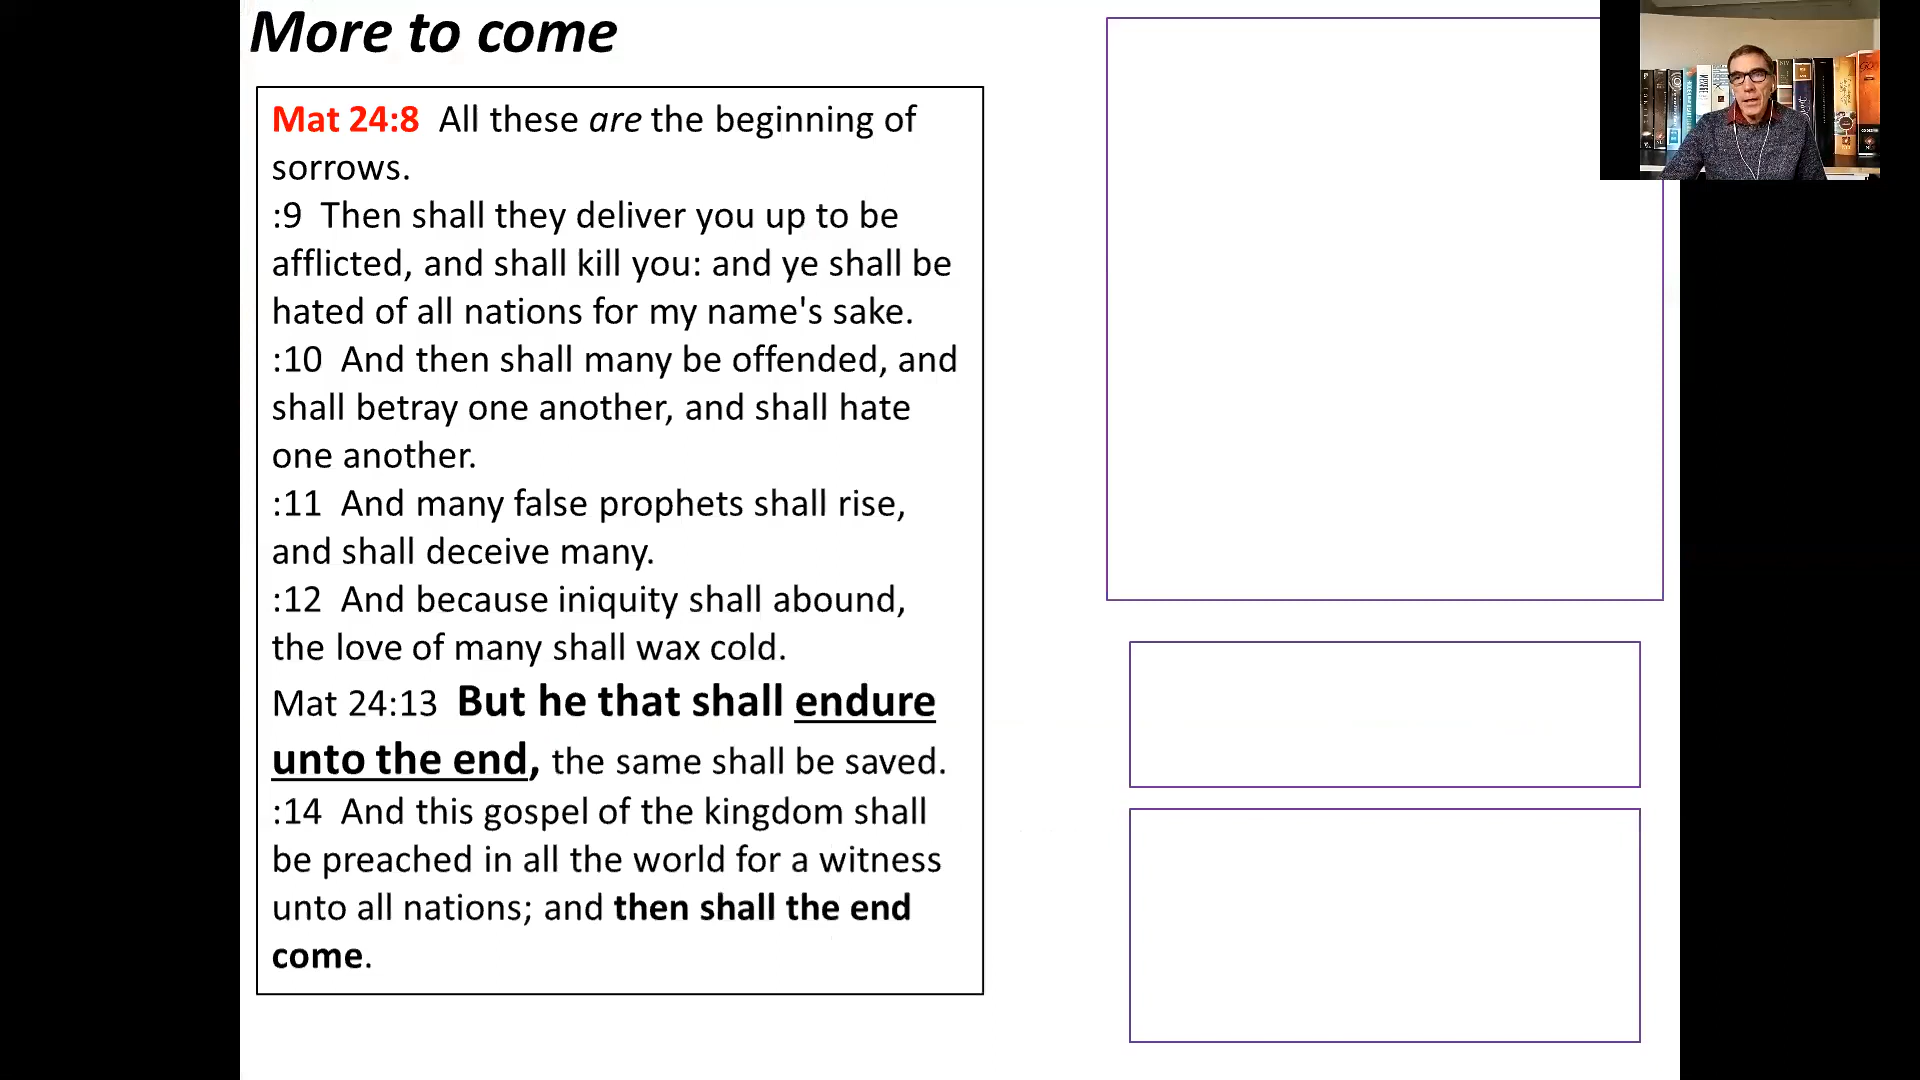 More to come
Mat 24:8  All these are the beginning of
sorrows.
:9  Then shall they deliver you up to be
afflicted, and shall kill you: and ye shall be
hated of all nations for my name's sake.
:10  And then shall many be offended, and
shall betray one another, and shall hate
one another.
:11  And many false prophets shall rise,
and shall deceive many.
:12  And because iniquity shall abound,
the love of many shall wax cold.
Mat 24:13  But he that shall endure
unto the end, the same shall be saved.
:14  And this gospel of the kingdom shall
be preached in all the world for a witness
unto all nations; and then shall the end
come.